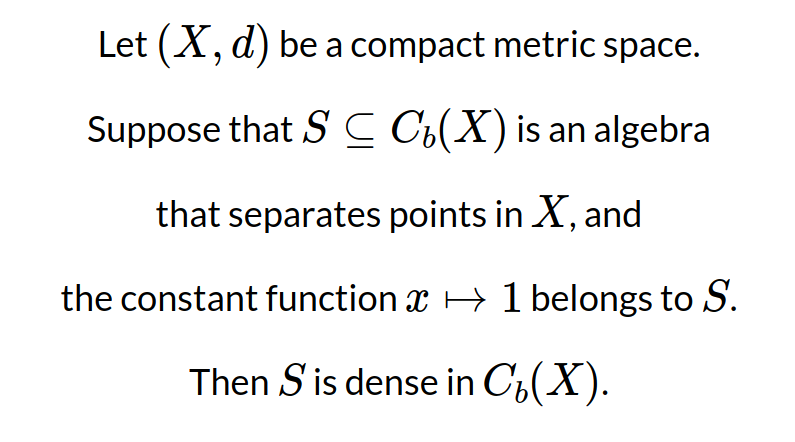 Let (X, d) be a compact metric space.
Suppose that S ⊆ C_b(X) is an algebra
that separates points in X, and
the constant function x ↦ 1 belongs to S.
Then S is dense in C_b(X).